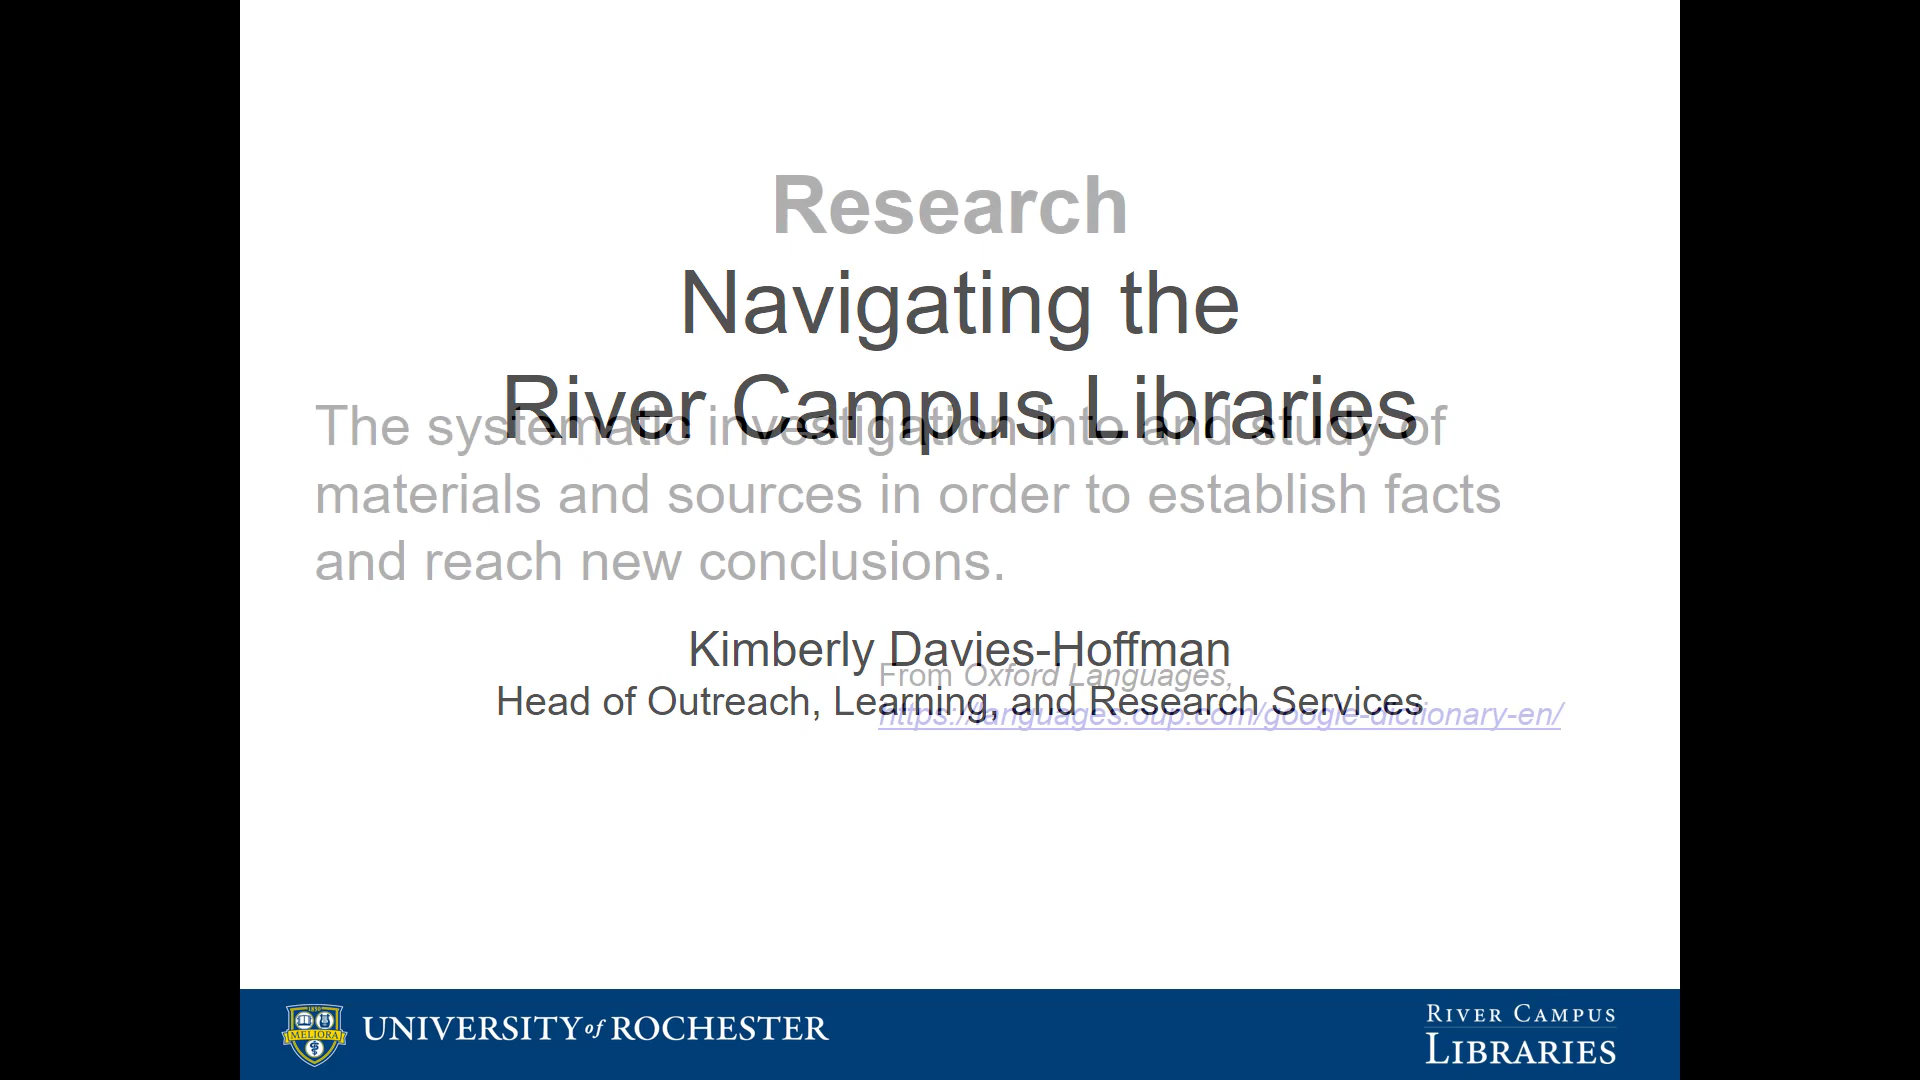 Research
Navigating the
River Campus Libraries
The systematic investigation into and study of
materials and sources in order to establish facts
and reach new conclusions.
Kimberly Davies-Hoffman
From Oxford Languages,
Head of Outreach, Learning, and Research Services
https://languages.oup.com/google-dictionary-en/
1850
MELIORA
UNIVERSITY of ROCHESTER
RIVER CAMPUS
LIBRARIES